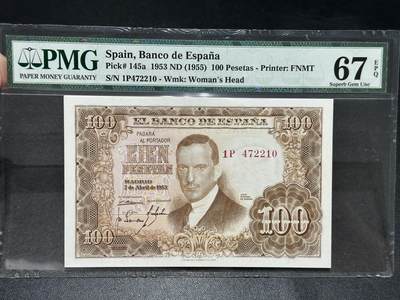 PMG
PAPER MONEY GUARANTY
Spain, Banco de España
Pick# 145a 1953 ND (1955) 100 Pesetas - Printer: FNMT
S/N 1P472210 - Wmk: Woman's Head
67 EPQ
Superb Gem Unc
100
EL BANCO DE ESPAÑA
100
PAGARÁ
AL PORTADOR
CIEN
PESETAS
1P 472210
MADRID
7 de Abril de 1953
100
100